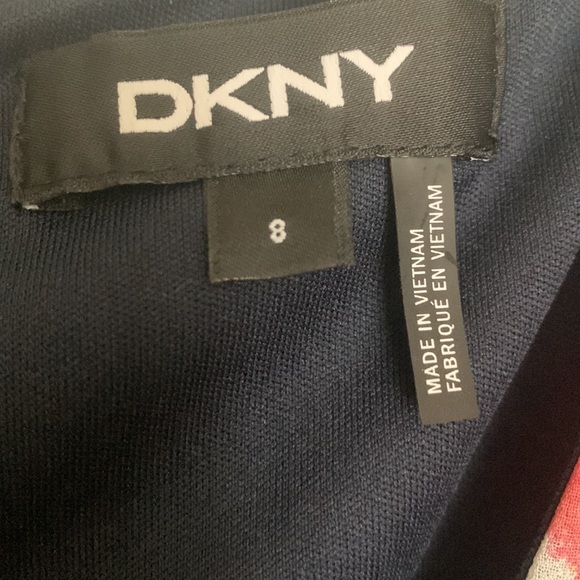 DKNY
8
MADE IN VIETNAM
FABRIQUÉ EN VIETNAM